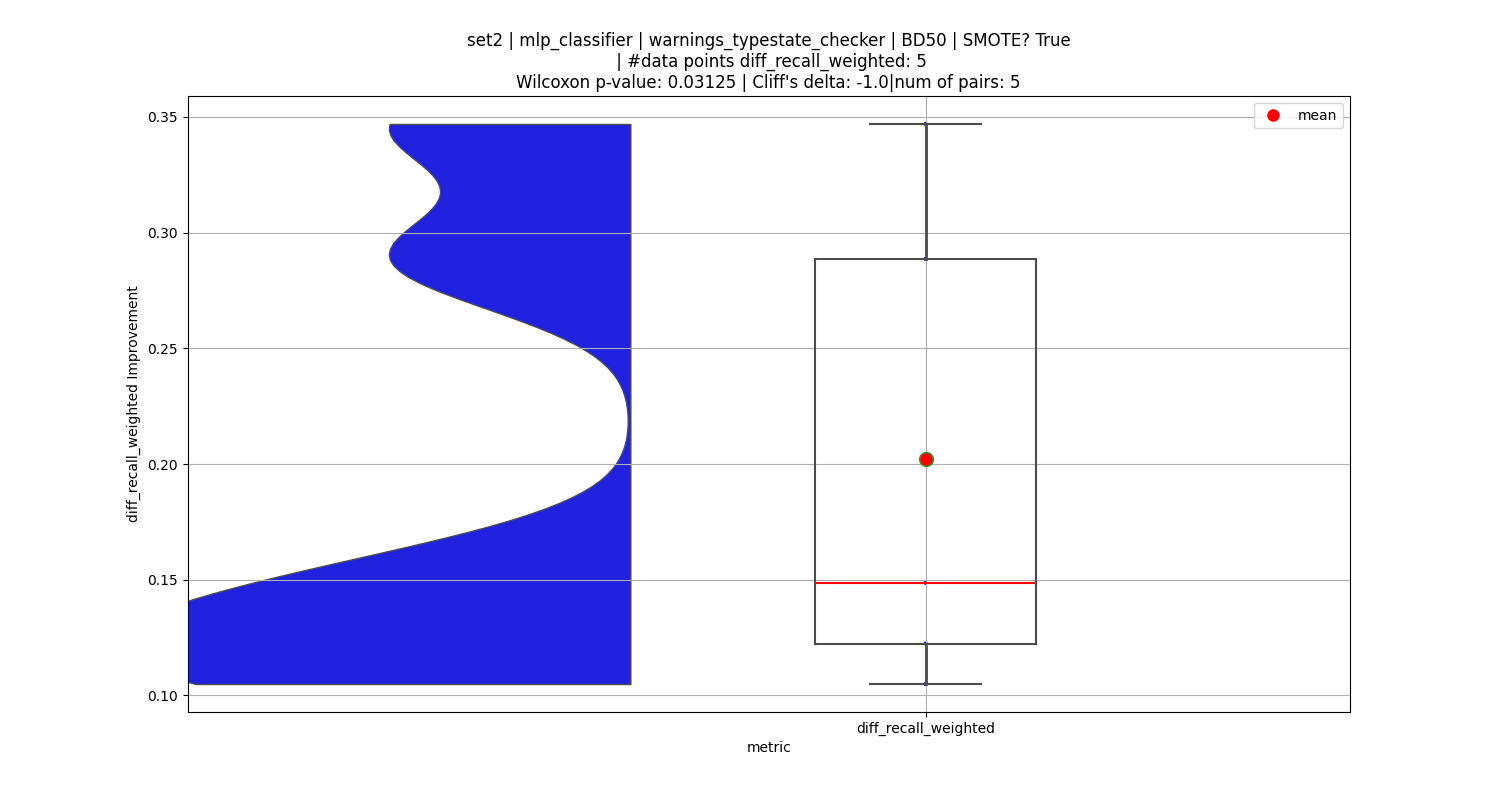 set2 | mlp_classifier | warnings_typestate_checker | BD50 | SMOTE? True
| #data points diff_recall_weighted: 5
Wilcoxon p-value: 0.03125 | Cliff's delta: -1.0|num of pairs: 5
mean
0.35
0.30
0.25
0.20
0.15
0.10
diff_recall_weighted Improvement
diff_recall_weighted
metric